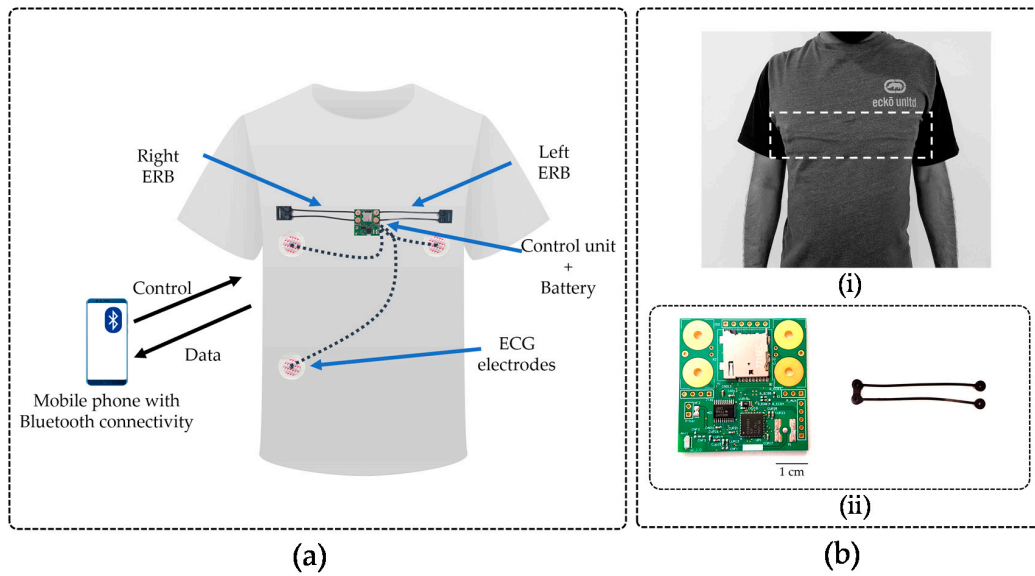 Right
ERB
Left
ERB
Control unit
+
Battery
Control
Data
ECG
electrodes
Mobile phone with
Bluetooth connectivity
(a)
eckō unltd.
(i)
1 cm
(ii)
(b)